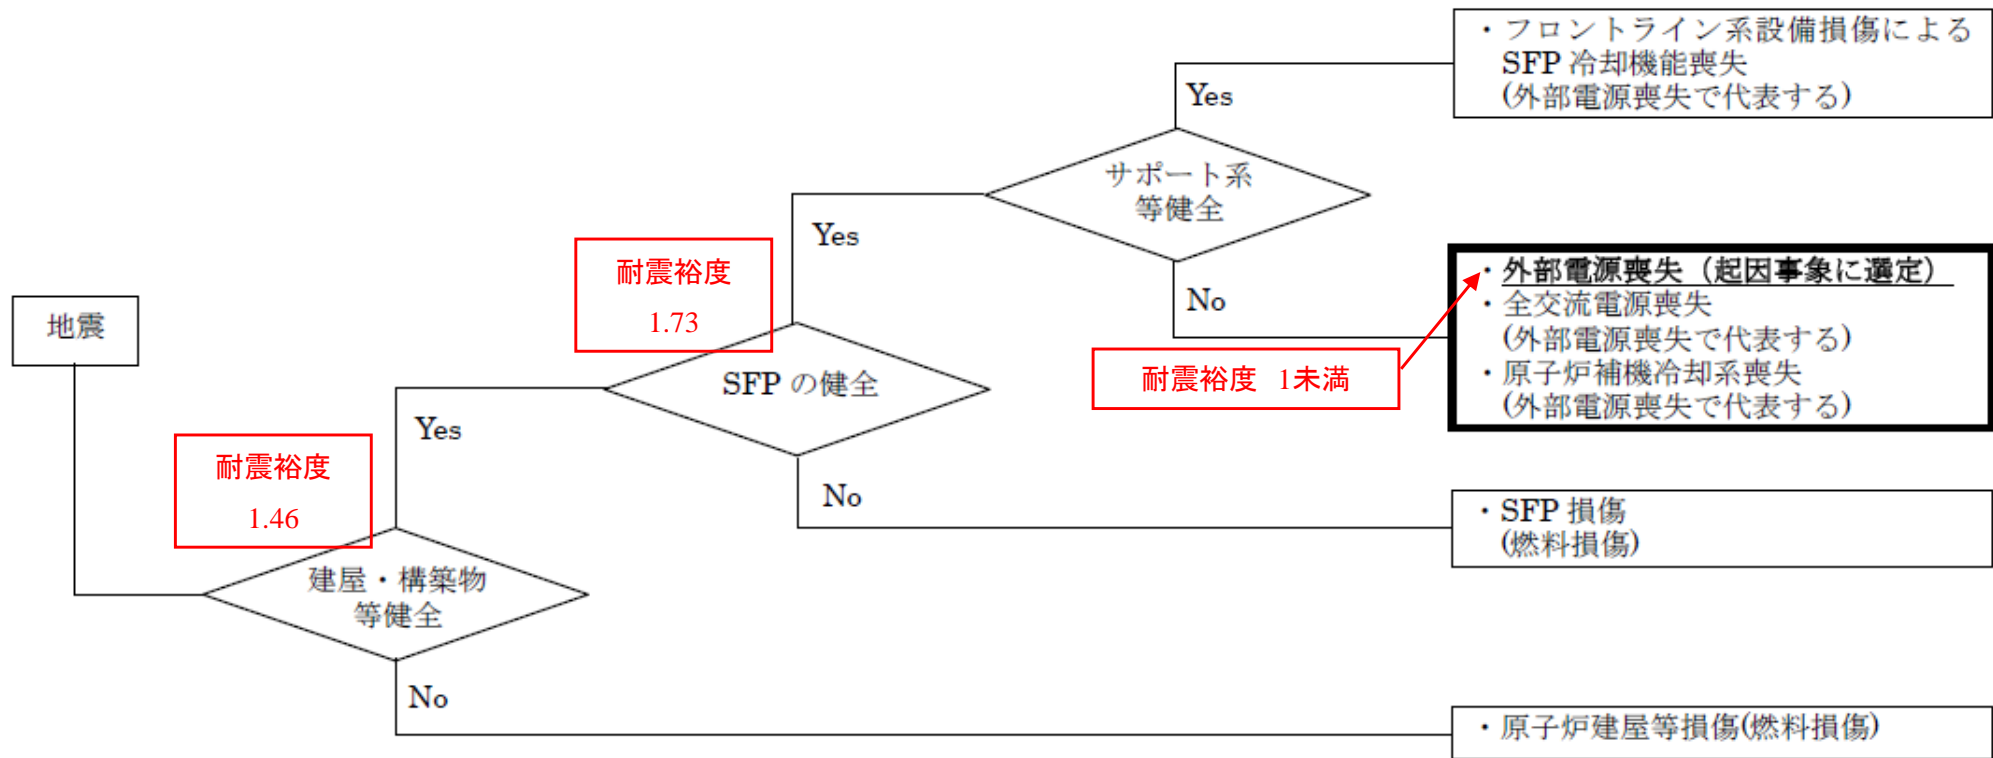 ・フロントライン系設備損傷による
SFP 冷却機能喪失
(外部電源喪失で代表する)
Yes
サポート系
等健全
Yes
No
耐震裕度
1.73
・外部電源喪失（起因事象に選定）
・全交流電源喪失
(外部電源喪失で代表する)
・原子炉補機冷却系喪失
(外部電源喪失で代表する)
地震
耐震裕度 1未満
SFP の健全
Yes
No
耐震裕度
1.46
・SFP 損傷
(燃料損傷)
建屋・構築物
等健全
No
・原子炉建屋等損傷(燃料損傷)